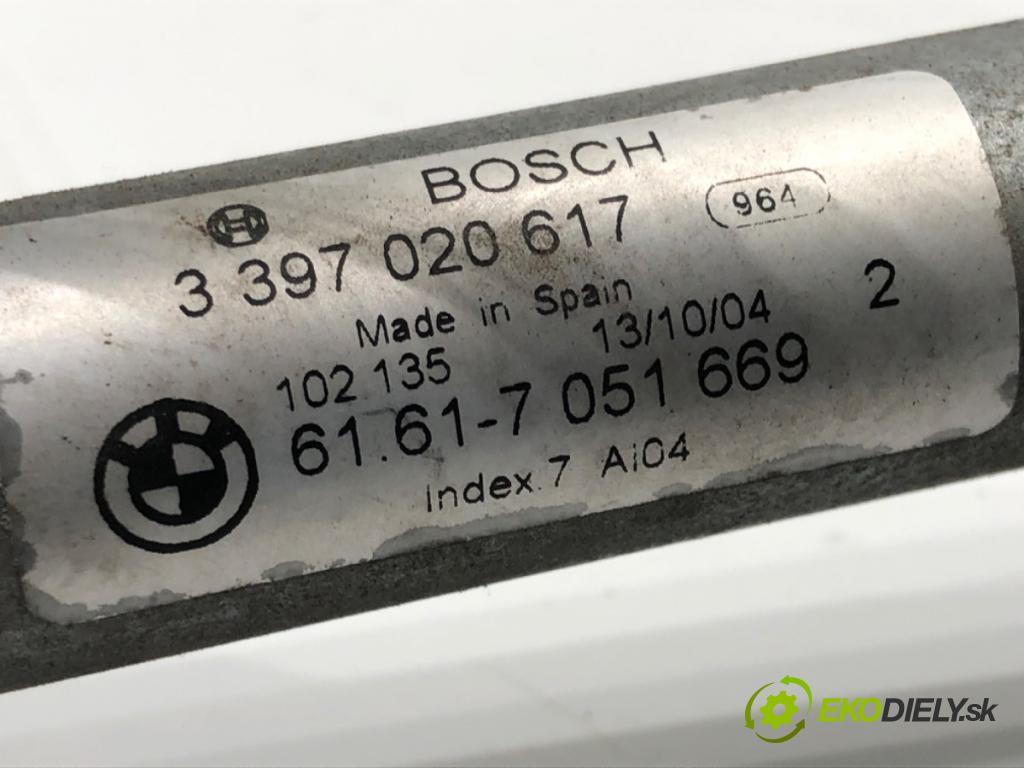 BOSCH
3 397 020 617 964
Made in Spain
102 135 13/10/04 2
61.61-7 051 669
Index.7 Ai04
EKODIELY.sk